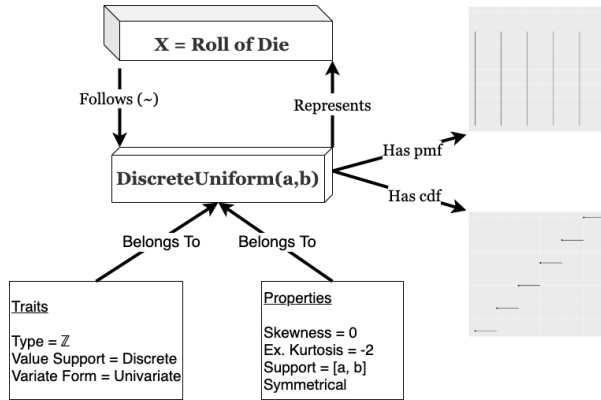 X = Roll of Die
Follows (~)
Represents
Has pmf
DiscreteUniform(a,b)
Has cdf
Belongs To
Belongs To
Traits
Type = ℤ
Value Support = Discrete
Variate Form = Univariate
Properties
Skewness = 0
Ex. Kurtosis = -2
Support = [a, b]
Symmetrical